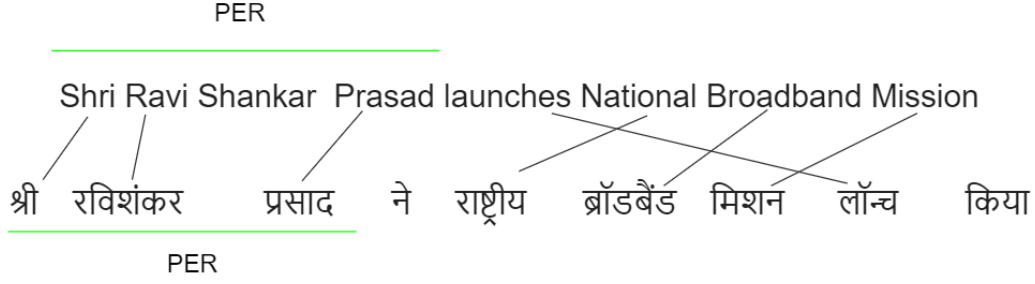 PER
Shri Ravi Shankar Prasad launches National Broadband Mission
श्री रविशंकर प्रसाद ने राष्ट्रीय ब्रॉडबैंड मिशन लॉन्च किया
PER